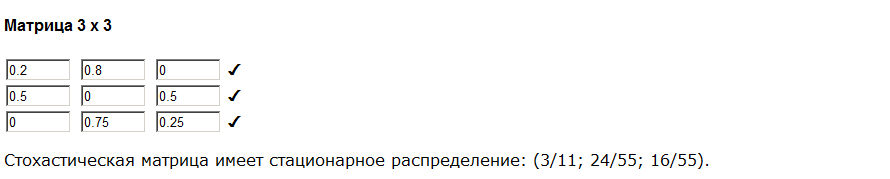 Матрица 3 x 3
0.2 0.8 0 ✓
0.5 0 0.5 ✓
0 0.75 0.25 ✓
Стохастическая матрица имеет стационарное распределение: (3/11; 24/55; 16/55).